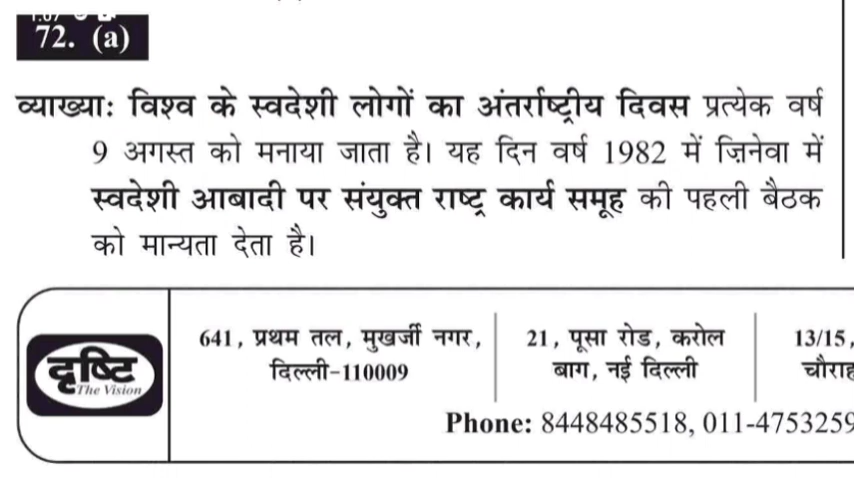 72. (a)
व्याख्या: विश्व के स्वदेशी लोगों का अंतर्राष्ट्रीय दिवस प्रत्येक वर्ष
9 अगस्त को मनाया जाता है। यह दिन वर्ष 1982 में ज़िनेवा में
स्वदेशी आबादी पर संयुक्त राष्ट्र कार्य समूह की पहली बैठक
को मान्यता देता है।
दृष्टि
The Vision
641, प्रथम तल, मुखर्जी नगर,
दिल्ली-110009
21, पूसा रोड, करोल
बाग, नई दिल्ली
13/15,
Phone: 8448485518, 011-4753259